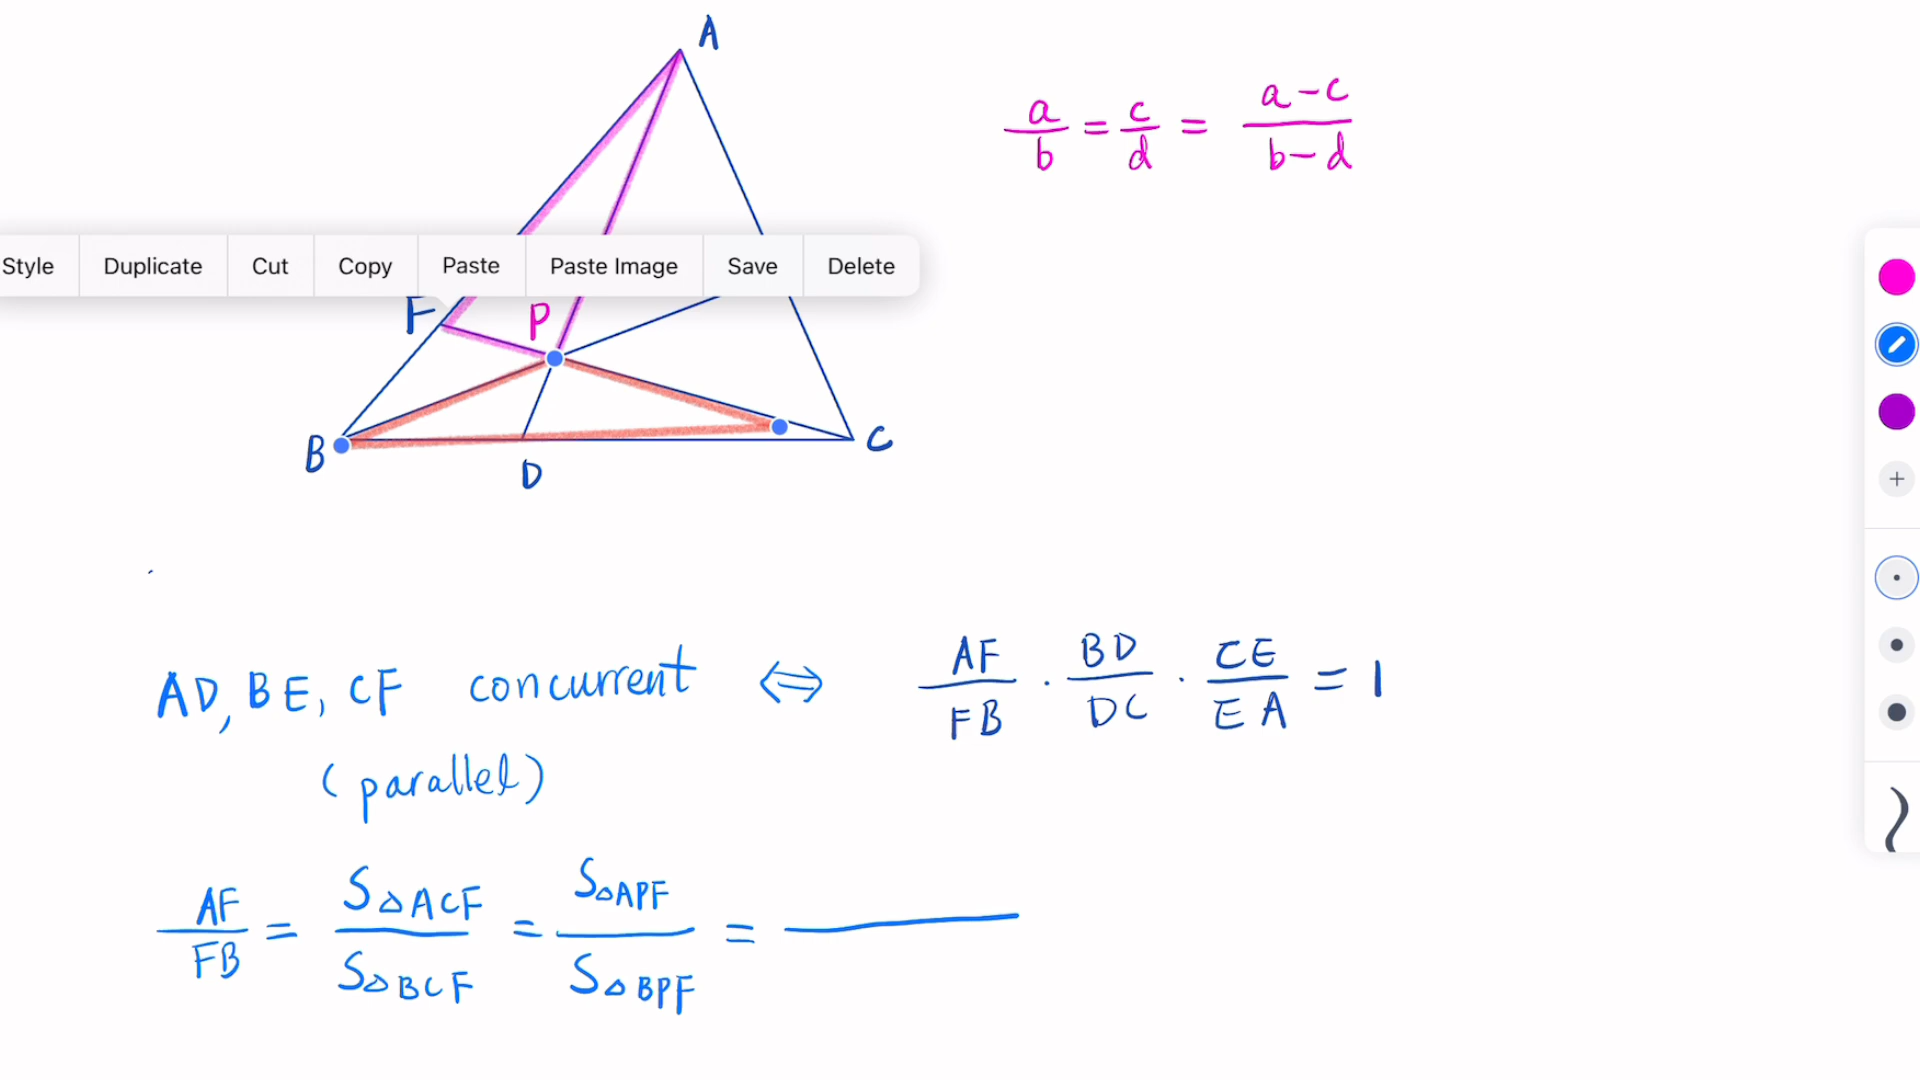 A
a/b = c/d = a-c/b-d
Style Duplicate Cut Copy Paste Paste Image Save Delete
F P
B D C
AD, BE, CF concurrent ⇔ AF/FB · BD/DC · CE/EA = 1
(parallel)
AF/FB = S△ACF/S△BCF = S△APF/S△BPF =